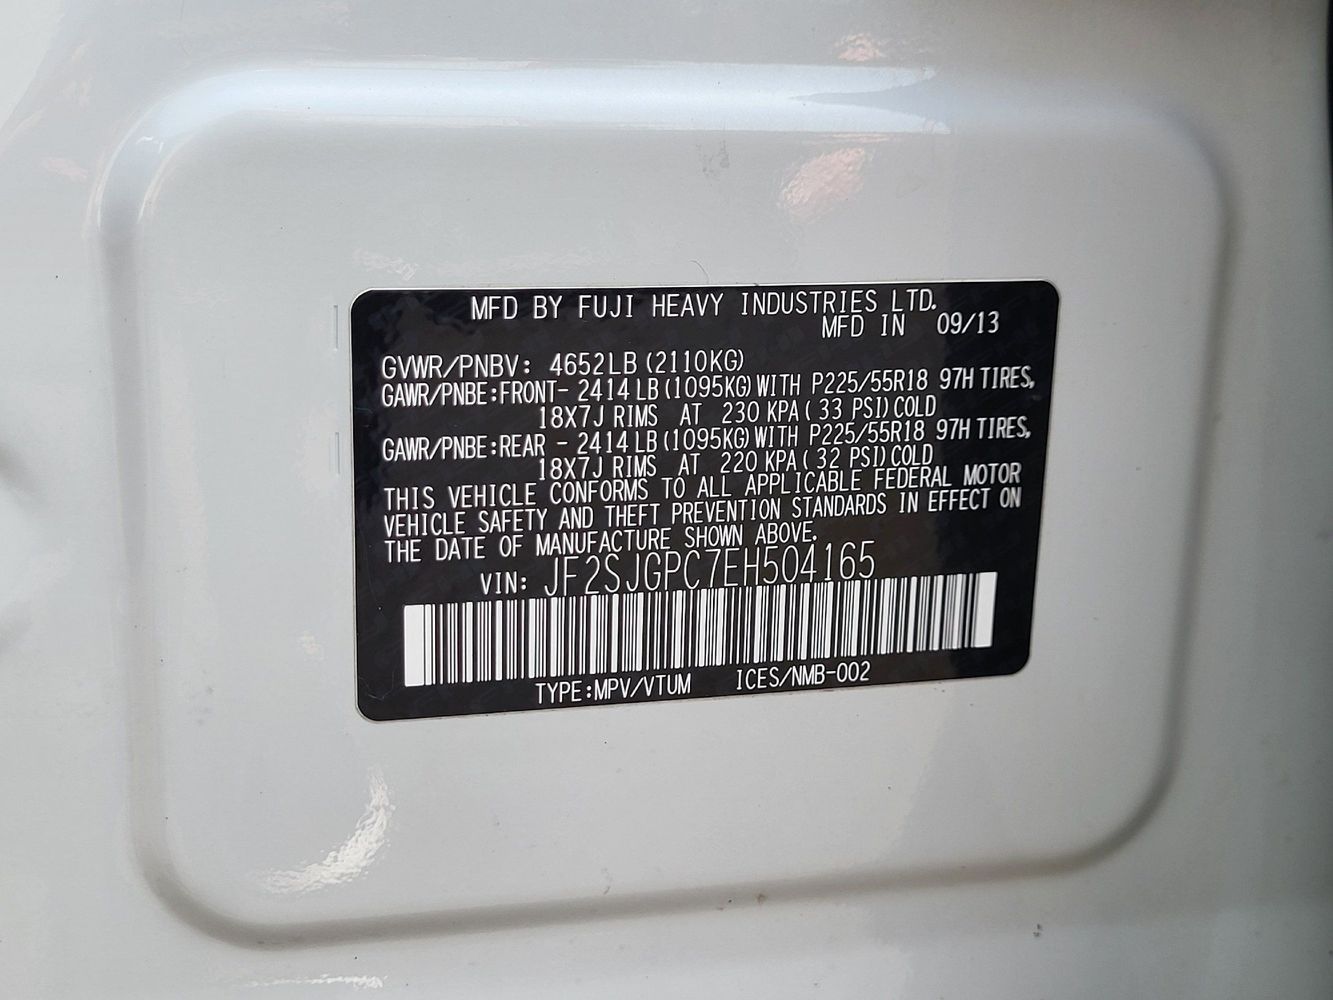 MFD BY FUJI HEAVY INDUSTRIES LTD.
MFD IN 09/13
GVWR/PNBV: 4652LB(2110KG)
GAWR/PNBE:FRONT- 2414LB(1095KG)WITH P225/55R18 97H TIRES,
18X7J RIMS AT 230 KPA(33 PSI)COLD
GAWR/PNBE:REAR - 2414LB(1095KG)WITH P225/55R18 97H TIRES,
18X7J RIMS AT 220 KPA(32 PSI)COLD
THIS VEHICLE CONFORMS TO ALL APPLICABLE FEDERAL MOTOR
VEHICLE SAFETY AND THEFT PREVENTION STANDARDS IN EFFECT ON
THE DATE OF MANUFACTURE SHOWN ABOVE.
VIN: JF2SJGPC7EH504165
TYPE:MPV/VTUM ICES/NMB-002